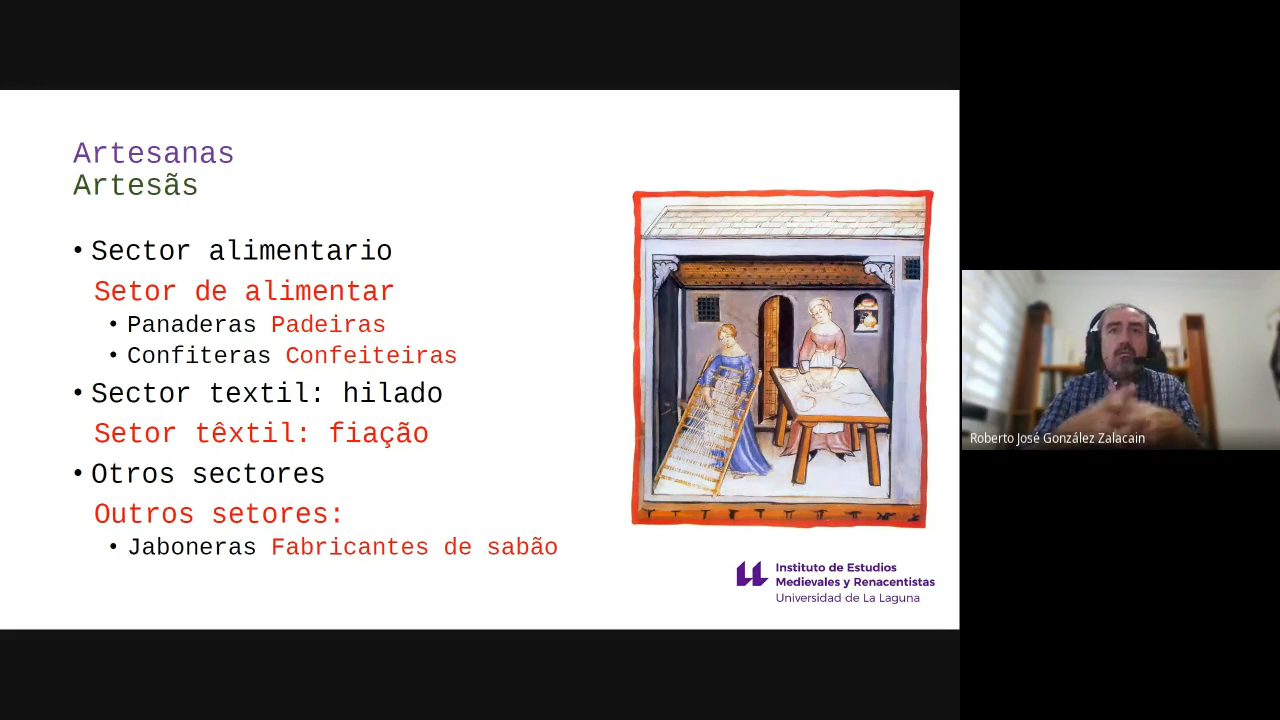 Artesanas
Artesãs
• Sector alimentario
Setor de alimentar
• Panaderas Padeiras
• Confiteras Confeiteiras
• Sector textil: hilado
Setor têxtil: fiação
• Otros sectores
Outros setores:
• Jaboneras Fabricantes de sabão
Instituto de Estudios
Medievales y Renacentistas
Universidad de La Laguna
Roberto José González Zalacain